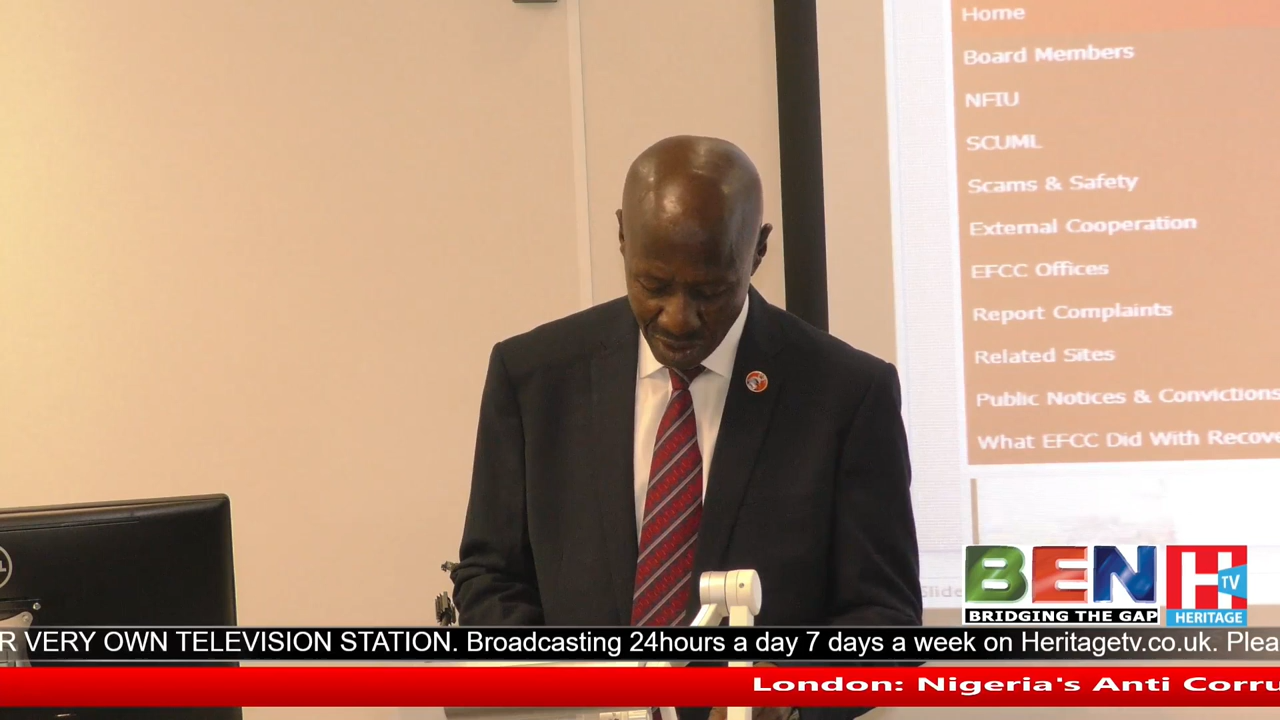 Home
Board Members
NFIU
SCUML
Scams & Safety
External Cooperation
EFCC Offices
Report Complaints
Related Sites
Public Notices & Convictions
What EFCC Did With Recove
BEN
BRIDGING THE GAP
H TV
HERITAGE
R VERY OWN TELEVISION STATION. Broadcasting 24hours a day 7 days a week on Heritagetv.co.uk. Plea
London: Nigeria's Anti Corru